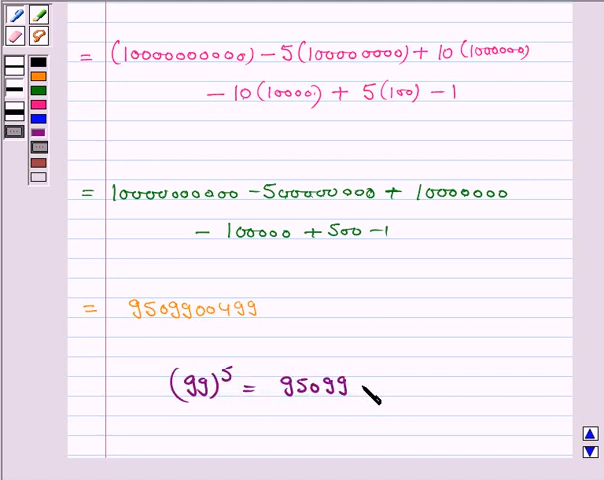 = (10000000000) - 5(100000000) + 10(1000000)
- 10(10000) + 5(100) - 1
= 10000000000 - 500000000 + 10000000
- 100000 + 500 - 1
= 9509900499
(99)^5 = 95099